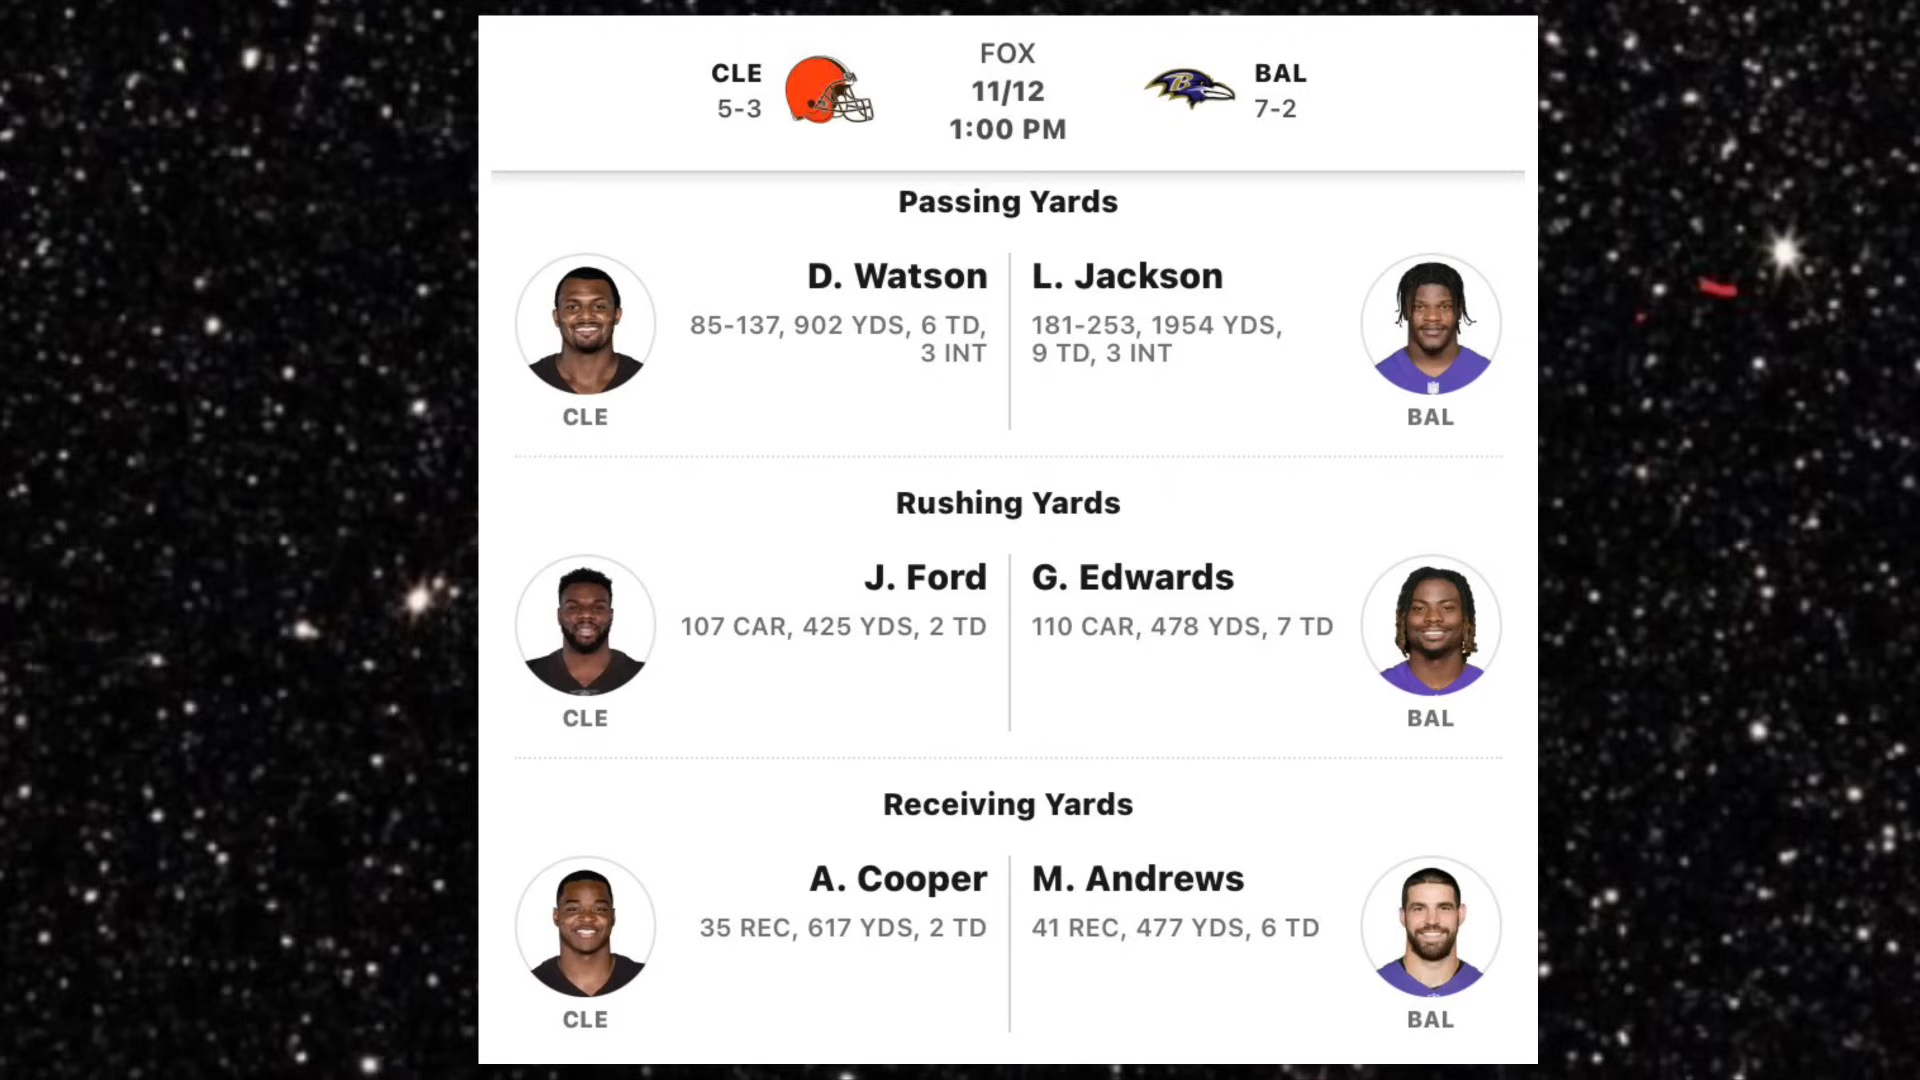 CLE
5-3
FOX
11/12
1:00 PM
BAL
7-2
Passing Yards
D. Watson
85-137, 902 YDS, 6 TD,
3 INT
CLE
L. Jackson
181-253, 1954 YDS,
9 TD, 3 INT
BAL
Rushing Yards
J. Ford
107 CAR, 425 YDS, 2 TD
CLE
G. Edwards
110 CAR, 478 YDS, 7 TD
BAL
Receiving Yards
A. Cooper
35 REC, 617 YDS, 2 TD
CLE
M. Andrews
41 REC, 477 YDS, 6 TD
BAL